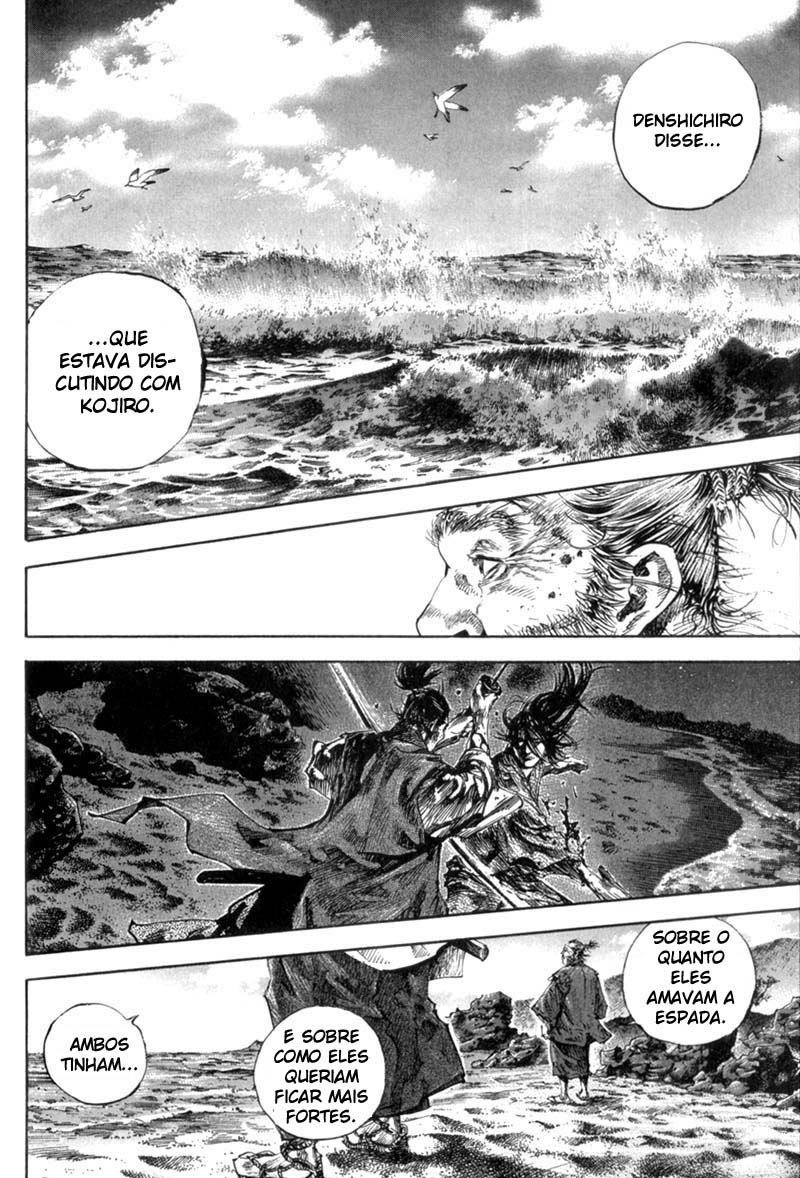 DENSHICHIRO
DISSE...
...QUE
ESTAVA DIS-
CUTINDO COM
KOJIRO.
SOBRE O
QUANTO
ELES
AMAVAM A
ESPADA.
E SOBRE
COMO ELES
QUERIAM
FICAR MAIS
FORTES.
AMBOS
TINHAM...